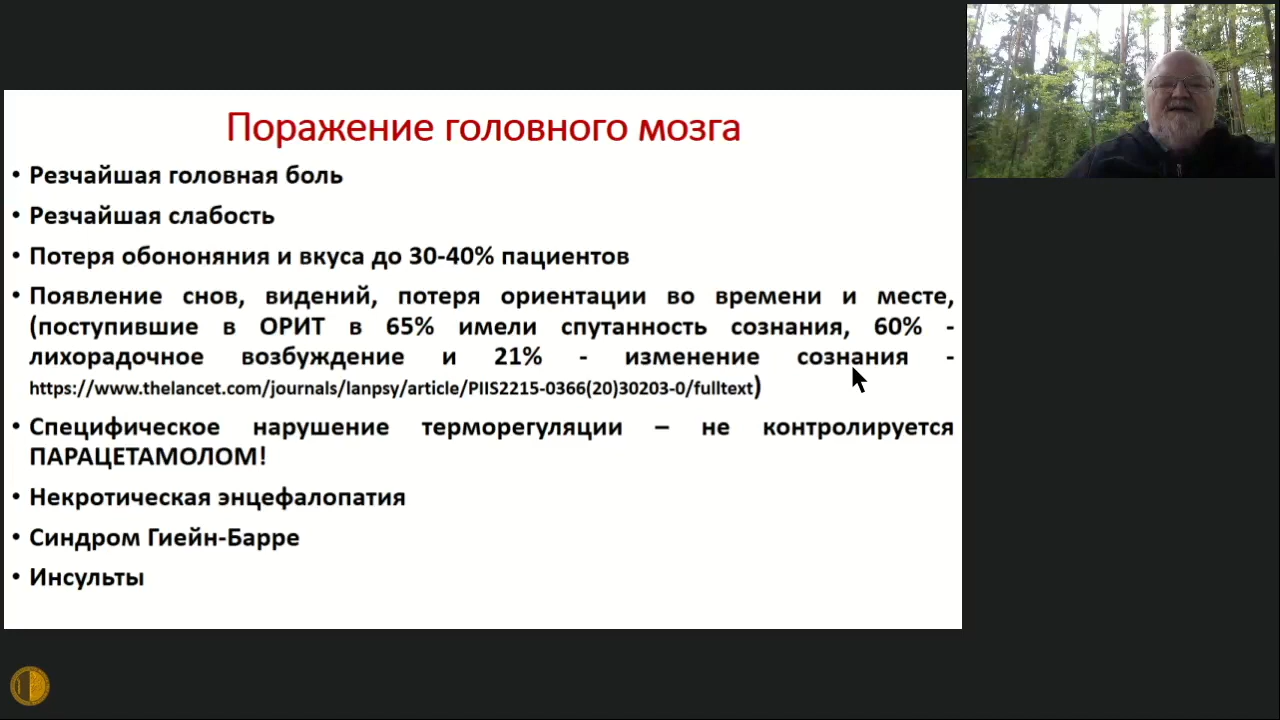 Поражение головного мозга
• Резчайшая головная боль
• Резчайшая слабость
• Потеря обононяния и вкуса до 30-40% пациентов
• Появление снов, видений, потеря ориентации во времени и месте,
(поступившие в ОРИТ в 65% имели спутанность сознания, 60% -
лихорадочное возбуждение и 21% - изменение сознания -
https://www.thelancet.com/journals/lanpsy/article/PIIS2215-0366(20)30203-0/fulltext)
• Специфическое нарушение терморегуляции – не контролируется
ПАРАЦЕТАМОЛОМ!
• Некротическая энцефалопатия
• Синдром Гиейн-Барре
• Инсульты